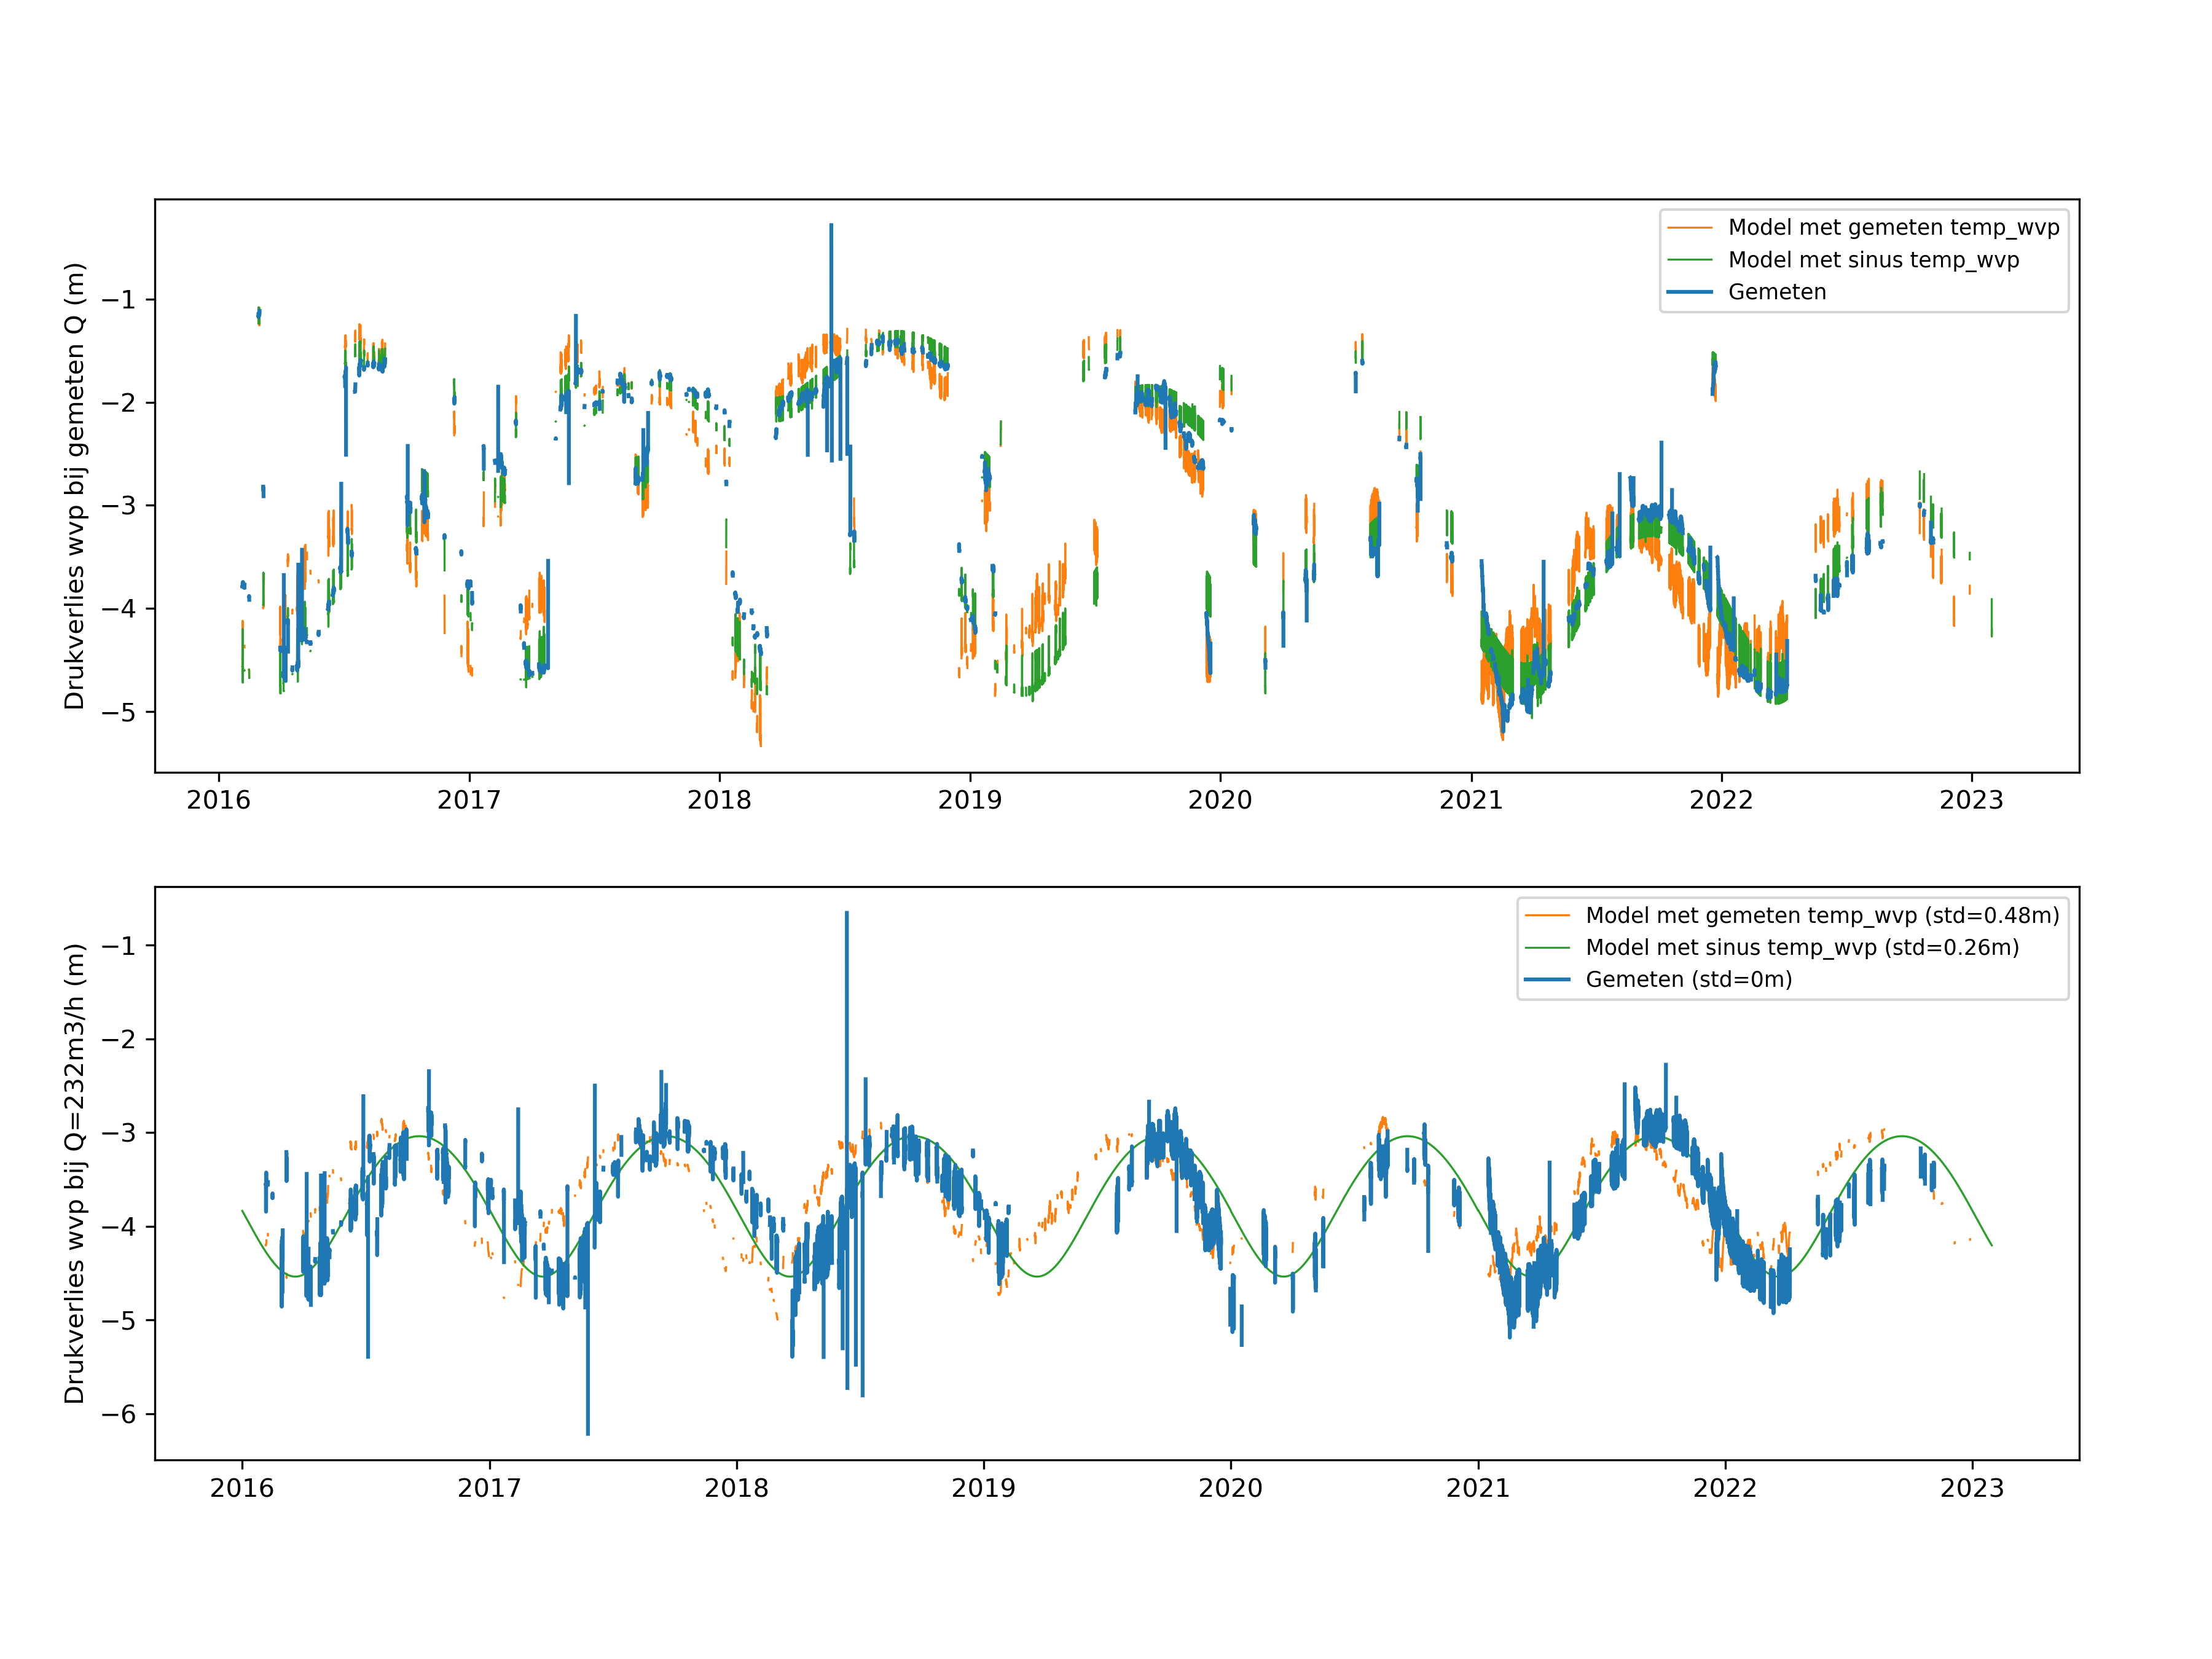 Drukverlies wvp bij gemeten Q (m)
−1
−2
−3
−4
−5
Model met gemeten temp_wvp
Model met sinus temp_wvp
Gemeten
2016 2017 2018 2019 2020 2021 2022 2023
Drukverlies wvp bij Q=232m3/h (m)
−1
−2
−3
−4
−5
−6
Model met gemeten temp_wvp (std=0.48m)
Model met sinus temp_wvp (std=0.26m)
Gemeten (std=0m)
2016 2017 2018 2019 2020 2021 2022 2023